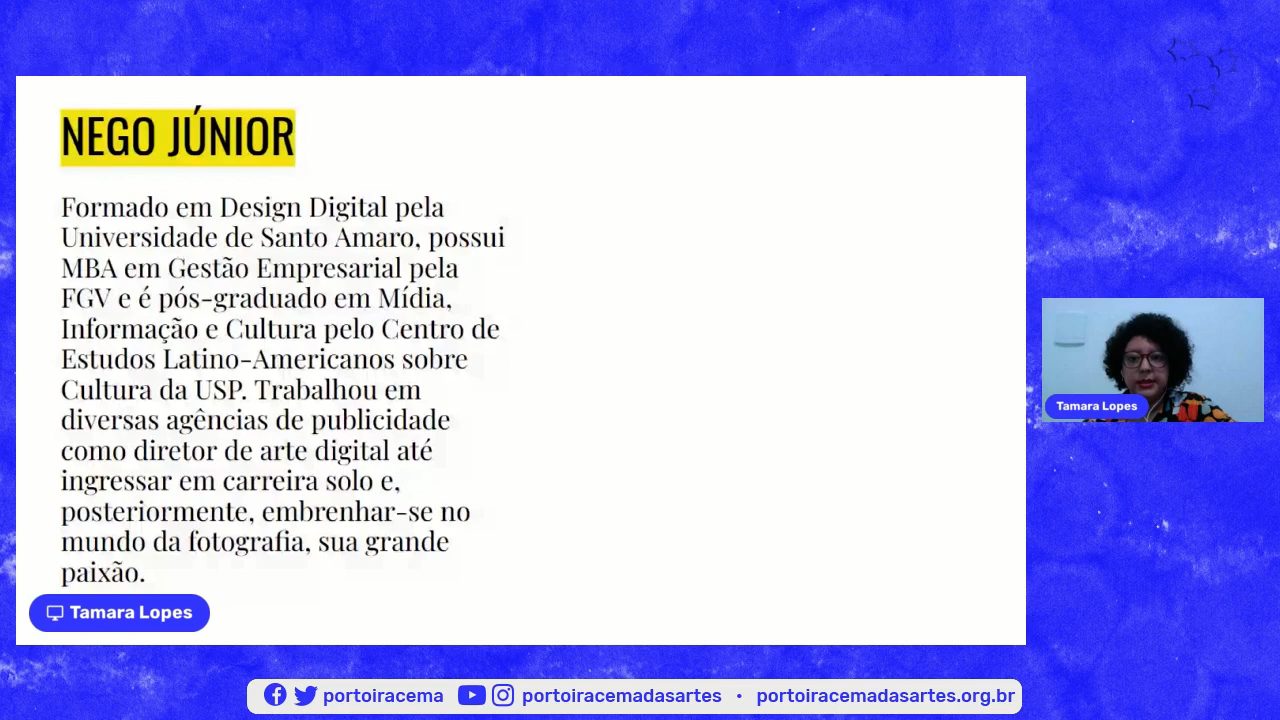 NEGO JÚNIOR
Formado em Design Digital pela
Universidade de Santo Amaro, possui
MBA em Gestão Empresarial pela
FGV e é pós-graduado em Mídia,
Informação e Cultura pelo Centro de
Estudos Latino-Americanos sobre
Cultura da USP. Trabalhou em
diversas agências de publicidade
como diretor de arte digital até
ingressar em carreira solo e,
posteriormente, embrenhar-se no
mundo da fotografia, sua grande
paixão.
Tamara Lopes
Tamara Lopes
portoiracema portoiracemadasartes • portoiracemadasartes.org.br